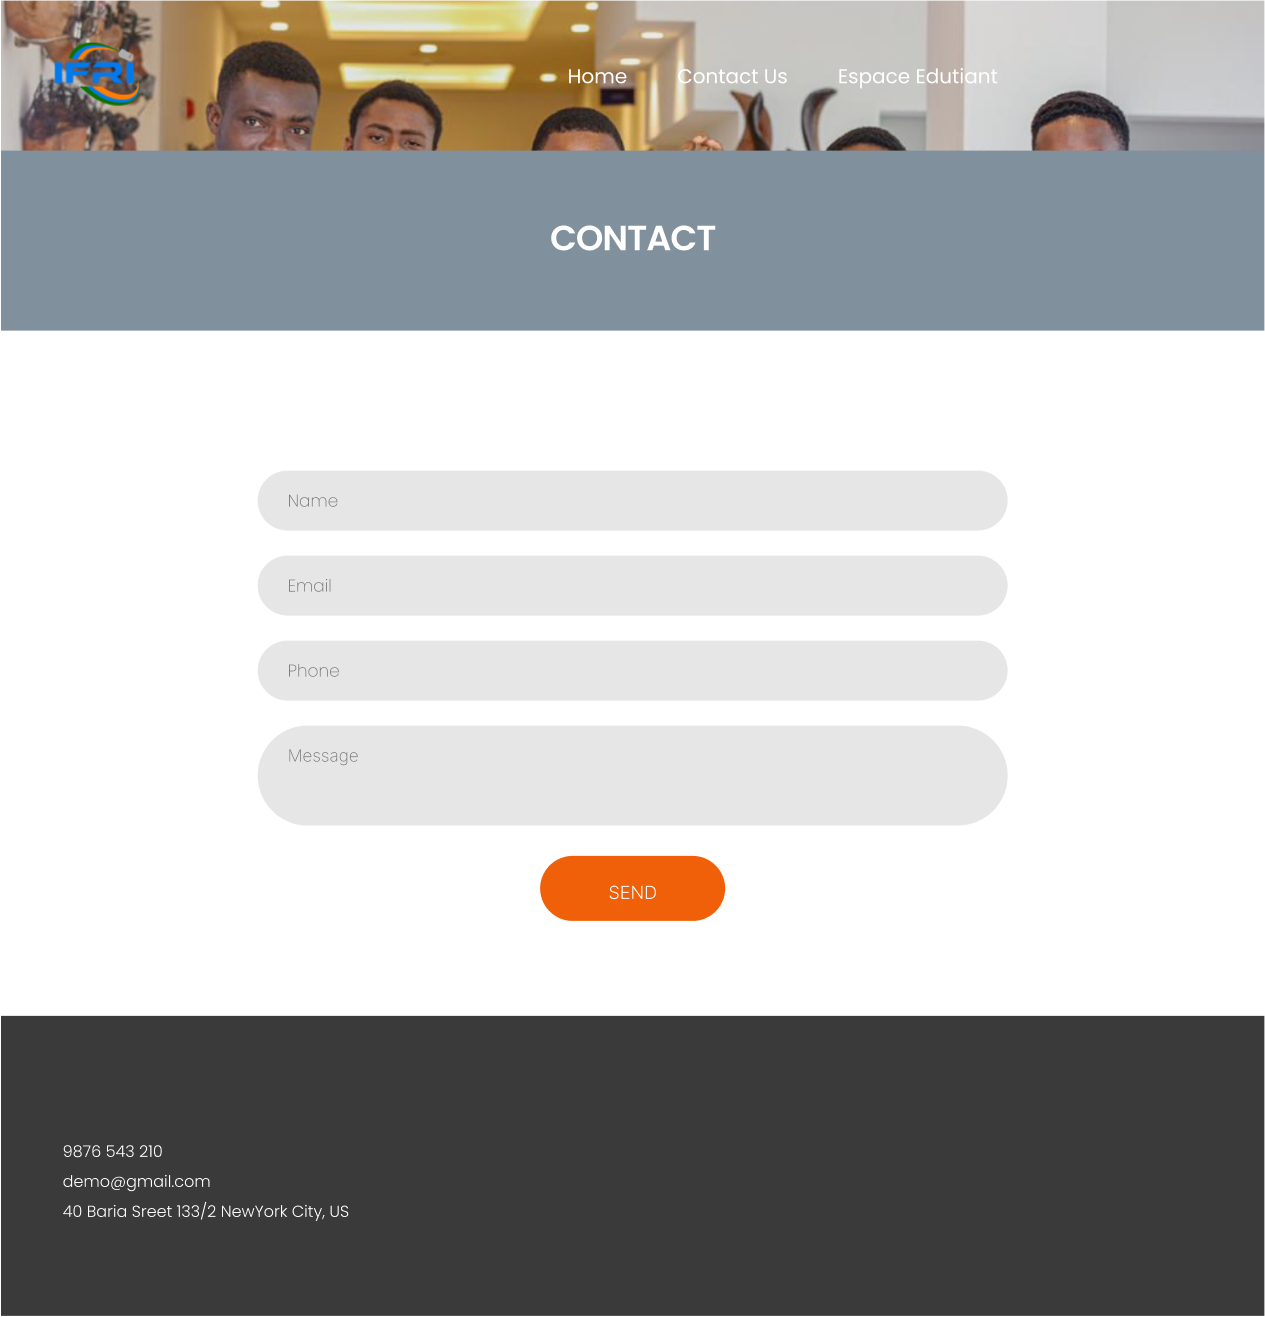 IFRI
Home Contact Us Espace Edutiant
CONTACT
Name
Email
Phone
Message
SEND
9876 543 210
demo@gmail.com
40 Baria Sreet 133/2 NewYork City, US